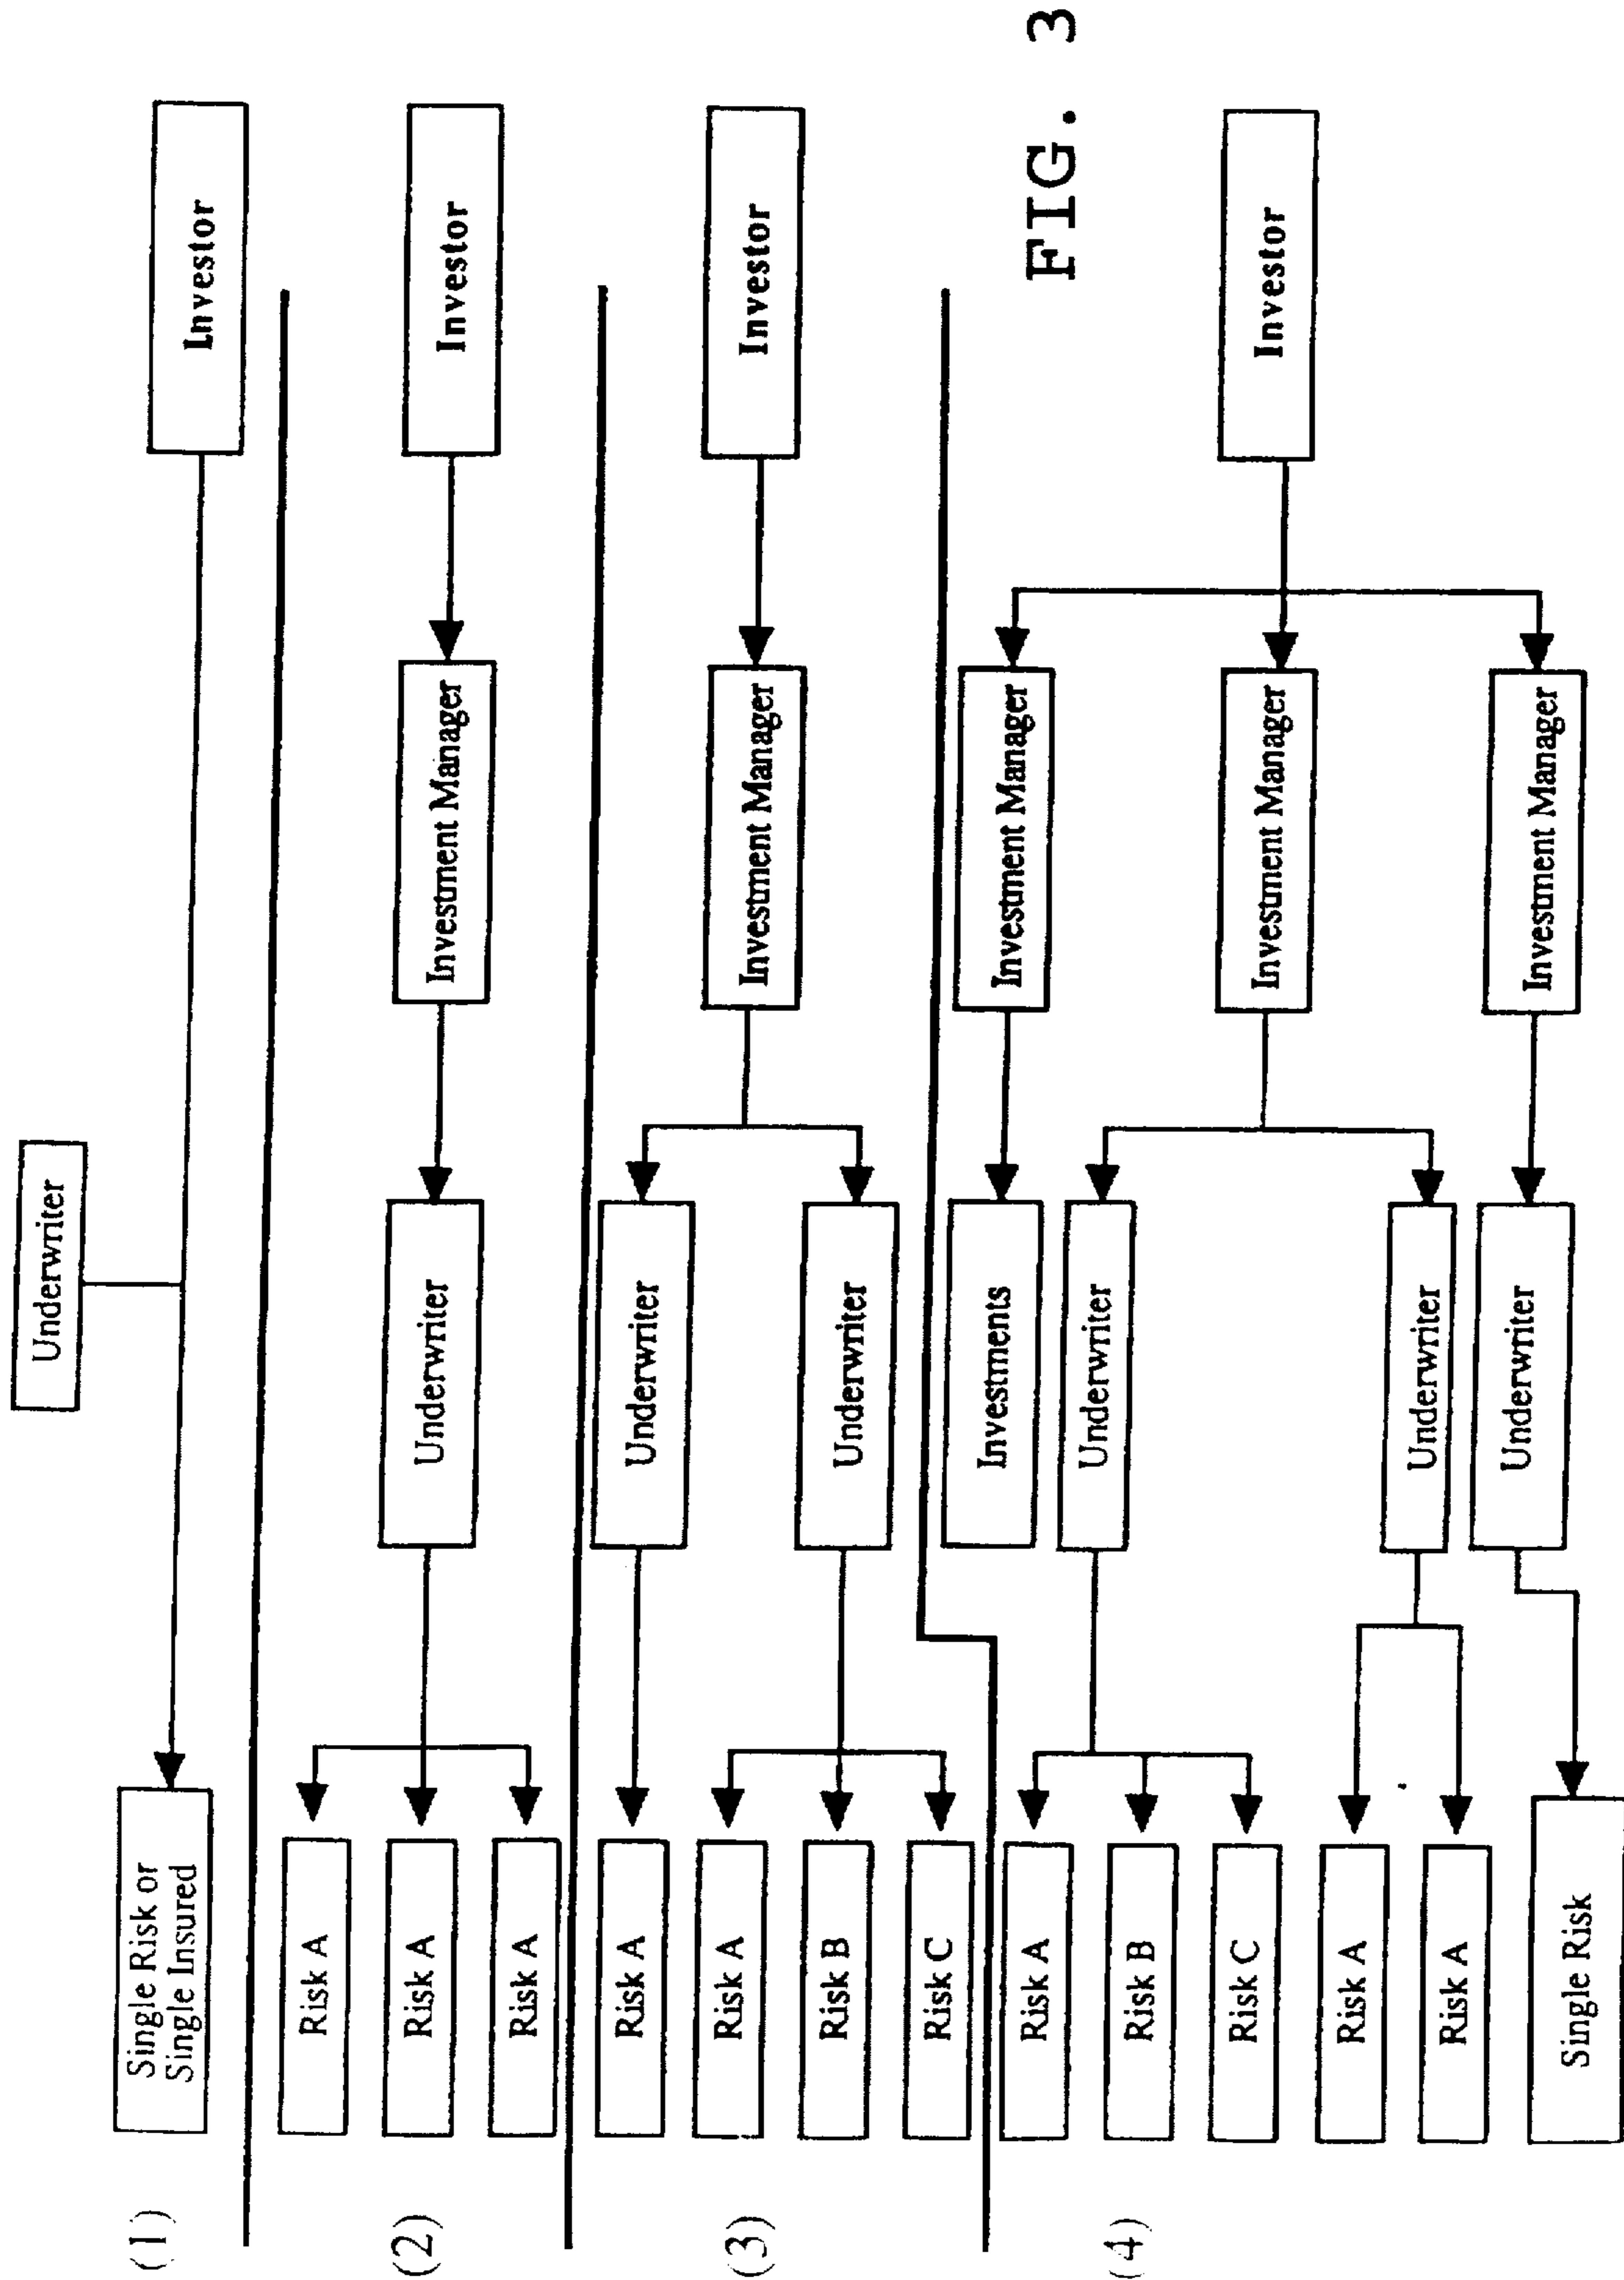 Underwriter
(1)
Single Risk or
Single Insured
Investor
(2)
Risk A
Risk A
Risk A
Underwriter
Investment Manager
Investor
(3)
Risk A
Risk A
Risk B
Risk C
Underwriter
Underwriter
Investment Manager
Investor
FIG. 3
(4)
Risk A
Risk B
Risk C
Risk A
Risk A
Single Risk
Investments
Underwriter
Underwriter
Underwriter
Investment Manager
Investment Manager
Investment Manager
Investor